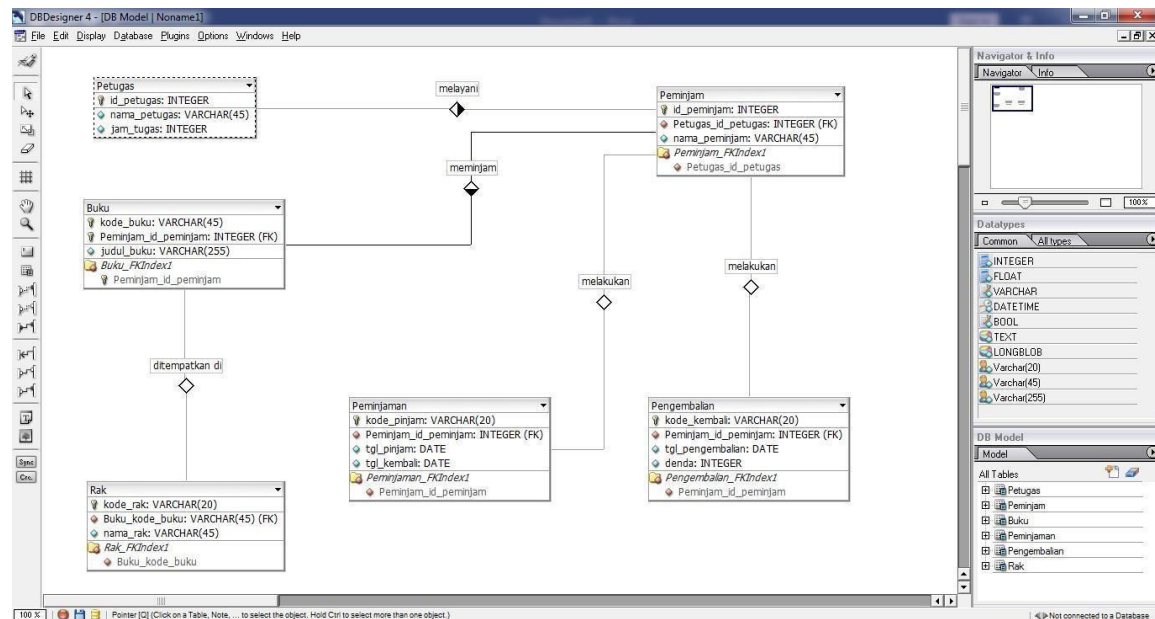 DBDesigner 4 - [DB Model | Noname1]
File Edit Display Database Plugins Options Windows Help
Petugas
id_petugas: INTEGER
nama_petugas: VARCHAR(45)
jam_tugas: INTEGER
melayani
Peminjam
id_peminjam: INTEGER
Petugas_id_petugas: INTEGER (FK)
nama_peminjam: VARCHAR(45)
Peminjam_FKIndex1
Petugas_id_petugas
meminjam
Buku
kode_buku: VARCHAR(45)
Peminjam_id_peminjam: INTEGER (FK)
judul_buku: VARCHAR(255)
Buku_FKIndex1
Peminjam_id_peminjam
melakukan
melakukan
ditempatkan di
Peminjaman
kode_pinjam: VARCHAR(20)
Peminjam_id_peminjam: INTEGER (FK)
tgl_pinjam: DATE
tgl_kembali: DATE
Peminjaman_FKIndex1
Peminjam_id_peminjam
Pengembalian
kode_kembali: VARCHAR(20)
Peminjam_id_peminjam: INTEGER (FK)
tgl_pengembalian: DATE
denda: INTEGER
Pengembalian_FKIndex1
Peminjam_id_peminjam
Rak
kode_rak: VARCHAR(20)
Buku_kode_buku: VARCHAR(45) (FK)
nama_rak: VARCHAR(45)
Rak_FKIndex1
Buku_kode_buku
Navigator & Info
Navigator Info
100%
Datatypes
Common All types
INTEGER
FLOAT
VARCHAR
DATETIME
BOOL
TEXT
LONGBLOB
Varchar(20)
Varchar(45)
Varchar(255)
DB Model
Model
All Tables
Petugas
Peminjam
Buku
Peminjaman
Pengembalian
Rak
Sync
100 % Pointer [Q] (Click on a Table, Note, ... to select the object. Hold Ctrl to select more than one object.) Not connected to a Database